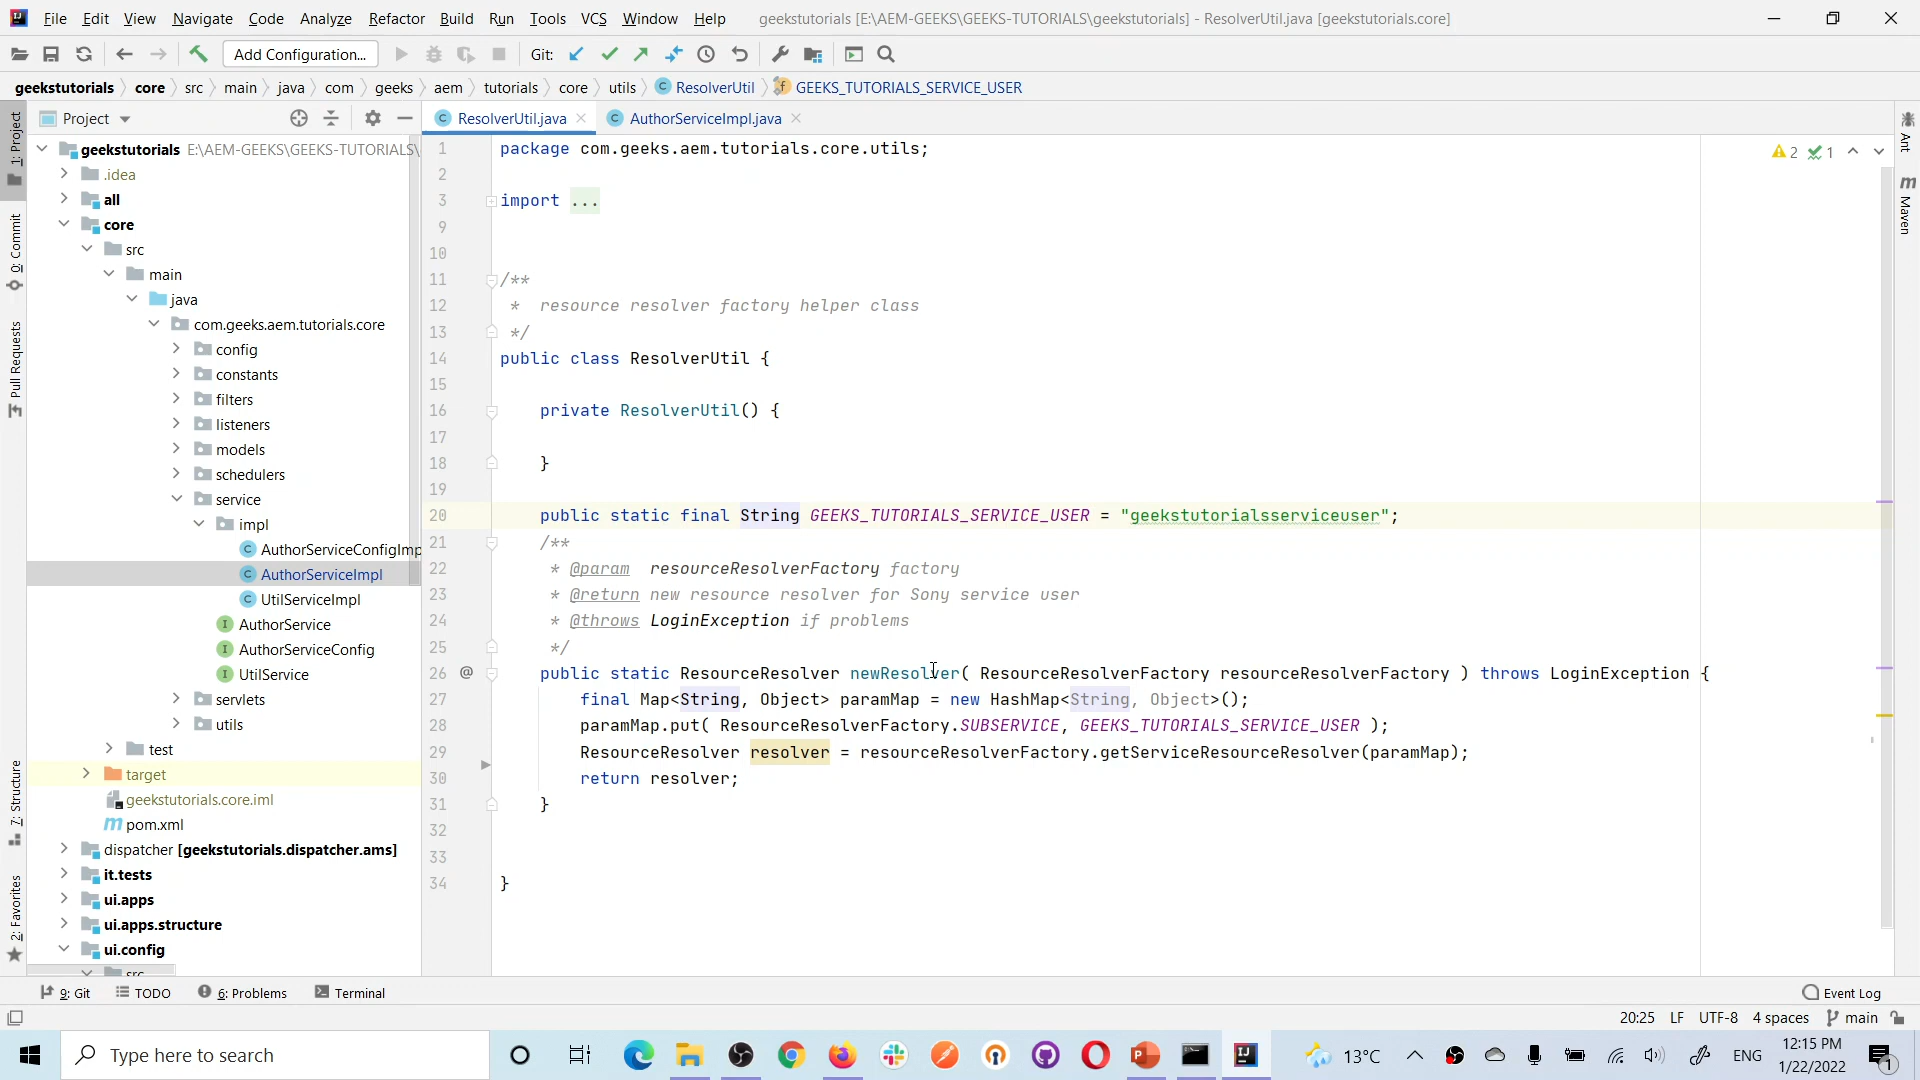 File Edit View Navigate Code Analyze Refactor Build Run Tools VCS Window Help geekstutorials [E:\AEM-GEEKS\GEEKS-TUTORIALS\geekstutorials] - ResolverUtil.java [geekstutorials.core]
Add Configuration... Git:
geekstutorials core src main java com geeks aem tutorials core utils ResolverUtil GEEKS_TUTORIALS_SERVICE_USER
Project
ResolverUtil.java AuthorServiceImpl.java
1: Project
0: Commit
Pull Requests
7: Structure
2: Favorites
geekstutorials E:\AEM-GEEKS\GEEKS-TUTORIALS\
.idea
all
core
src
main
java
com.geeks.aem.tutorials.core
config
constants
filters
listeners
models
schedulers
service
impl
AuthorServiceConfigImp
AuthorServiceImpl
UtilServiceImpl
AuthorService
AuthorServiceConfig
UtilService
servlets
utils
test
target
geekstutorials.core.iml
pom.xml
dispatcher [geekstutorials.dispatcher.ams]
it.tests
ui.apps
ui.apps.structure
ui.config
src
1 package com.geeks.aem.tutorials.core.utils;
2
3 import ...
9
10
11 /**
12 * resource resolver factory helper class
13 */
14 public class ResolverUtil {
15
16 private ResolverUtil() {
17
18 }
19
20 public static final String GEEKS_TUTORIALS_SERVICE_USER = "geekstutorialsserviceuser";
21 /**
22 * @param resourceResolverFactory factory
23 * @return new resource resolver for Sony service user
24 * @throws LoginException if problems
25 */
26 @ public static ResourceResolver newResolver( ResourceResolverFactory resourceResolverFactory ) throws LoginException {
27 final Map<String, Object> paramMap = new HashMap<String, Object>();
28 paramMap.put( ResourceResolverFactory.SUBSERVICE, GEEKS_TUTORIALS_SERVICE_USER );
29 ResourceResolver resolver = resourceResolverFactory.getServiceResourceResolver(paramMap);
30 return resolver;
31 }
32
33
34 }
2 1
Ant
Maven
9: Git TODO 6: Problems Terminal Event Log
20:25 LF UTF-8 4 spaces main
Type here to search
13°C ENG 12:15 PM
1/22/2022
1